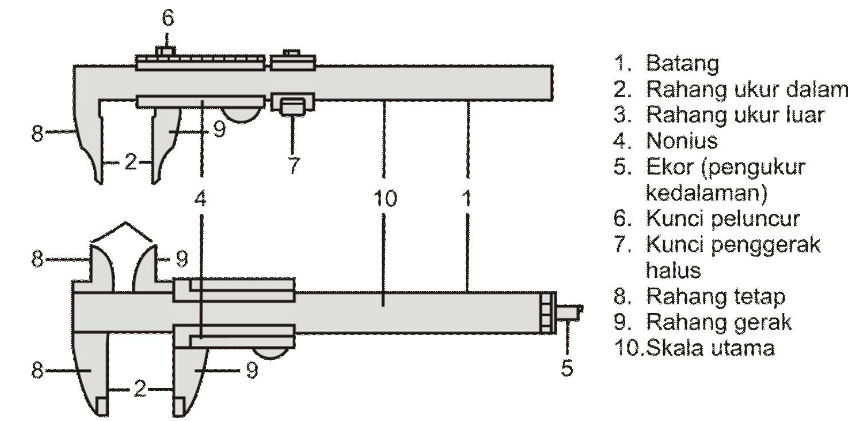 6
8
2
9
4
7
10
1
1. Batang
2. Rahang ukur dalam
3. Rahang ukur luar
4. Nonius
5. Ekor (pengukur
kedalaman)
6. Kunci peluncur
7. Kunci penggerak
halus
8. Rahang tetap
9. Rahang gerak
10.Skala utama
8
9
8
2
9
5